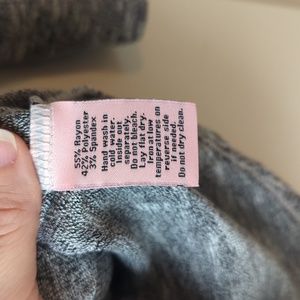 55% Rayon
42% Polyester
3% Spandex
Hand wash in
cold water.
Inside out
separately.
Do not bleach.
Lay flat dry.
Iron at low
temperatures on
reverse side
if needed.
Do not dry clean.